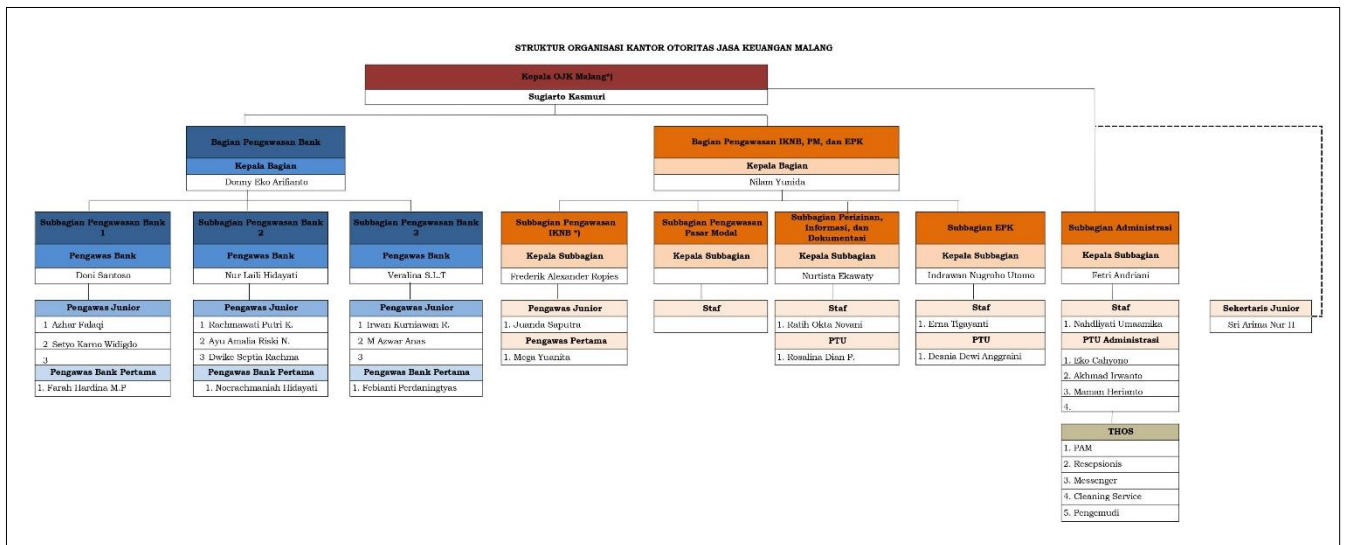 STRUKTUR ORGANISASI KANTOR OTORITAS JASA KEUANGAN MALANG
Kepala OJK Malang*)
Sugiarto Kasmuri
Bagian Pengawasan Bank
Kepala Bagian
Donny Eko Arifianto
Bagian Pengawasan IKNB, PM, dan EPK
Kepala Bagian
Nilam Yunida
Subbagian Pengawasan Bank
1
Pengawas Bank
Doni Santoso
Pengawas Junior
1 Azhar Falaqi
2 Setyo Karno Widigdo
3
Pengawas Bank Pertama
1. Farah Hardina M.P
Subbagian Pengawasan Bank
2
Pengawas Bank
Nur Laili Hidayati
Pengawas Junior
1 Rachmawati Putri K.
2 Ayu Amalia Riski N.
3 Dwike Septia Rachma
Pengawas Bank Pertama
1. Nocrachmaniah Hidayati
Subbagian Pengawasan Bank
3
Pengawas Bank
Veralina S.L.T
Pengawas Junior
1 Irwan Kurniawan R.
2 M Azwar Anas
3
Pengawas Bank Pertama
1. Febianti Perdaningtyas
Subbagian Pengawasan
IKNB *)
Kepala Subbagian
Frederik Alexander Ropies
Pengawas Junior
1. Juanda Saputra
Pengawas Pertama
1. Mega Yuanita
Subbagian Pengawasan
Pasar Modal
Kepala Subbagian
Staf
Subbagian Perizinan,
Informasi, dan
Dokumentasi
Kepala Subbagian
Nurtista Ekawaty
Staf
1. Ratih Okta Novani
PTU
1. Rosalina Dian P.
Subbagian EPK
Kepala Subbagian
Indrawan Nugroho Utomo
Staf
1. Erna Tigayanti
PTU
1. Desnia Dewi Anggraini
Subbagian Administrasi
Kepala Subbagian
Fetri Andriani
Staf
1. Nahdliyati Umaamika
PTU Administrasi
1. Eko Cahyono
2. Akhmad Irwanto
3. Maman Herianto
4.
THOS
1. PAM
2. Resepsionis
3. Messenger
4. Cleaning Service
5. Pengemudi
Sekertaris Junior
Sri Arima Nur H